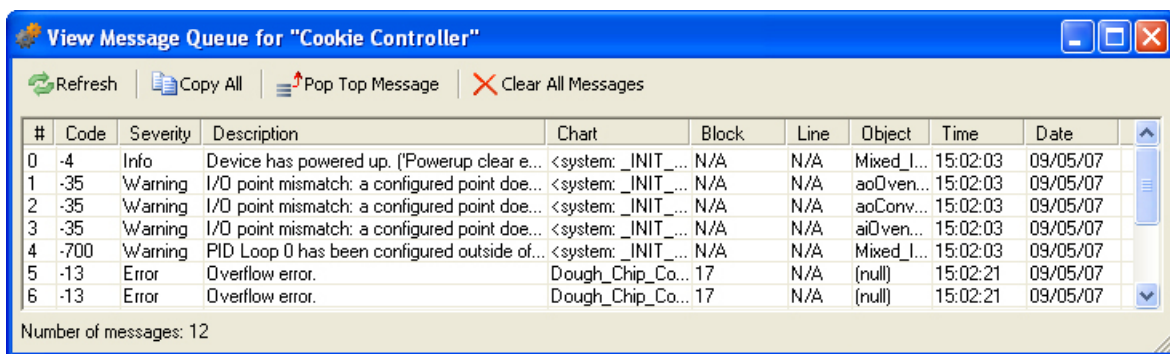 View Message Queue for "Cookie Controller"
Refresh Copy All Pop Top Message Clear All Messages
# Code Severity Description Chart Block Line Object Time Date
0 -4 Info Device has powered up. ('Powerup clear e... <system: _INIT_... N/A N/A Mixed_I... 15:02:03 09/05/07
1 -35 Warning I/O point mismatch: a configured point doe... <system: _INIT_... N/A N/A aoOven... 15:02:03 09/05/07
2 -35 Warning I/O point mismatch: a configured point doe... <system: _INIT_... N/A N/A aoConv... 15:02:03 09/05/07
3 -35 Warning I/O point mismatch: a configured point doe... <system: _INIT_... N/A N/A aiOven... 15:02:03 09/05/07
4 -700 Warning PID Loop 0 has been configured outside of... <system: _INIT_... N/A N/A Mixed_I... 15:02:03 09/05/07
5 -13 Error Overflow error. Dough_Chip_Co... 17 N/A (null) 15:02:21 09/05/07
6 -13 Error Overflow error. Dough_Chip_Co... 17 N/A (null) 15:02:21 09/05/07
Number of messages: 12